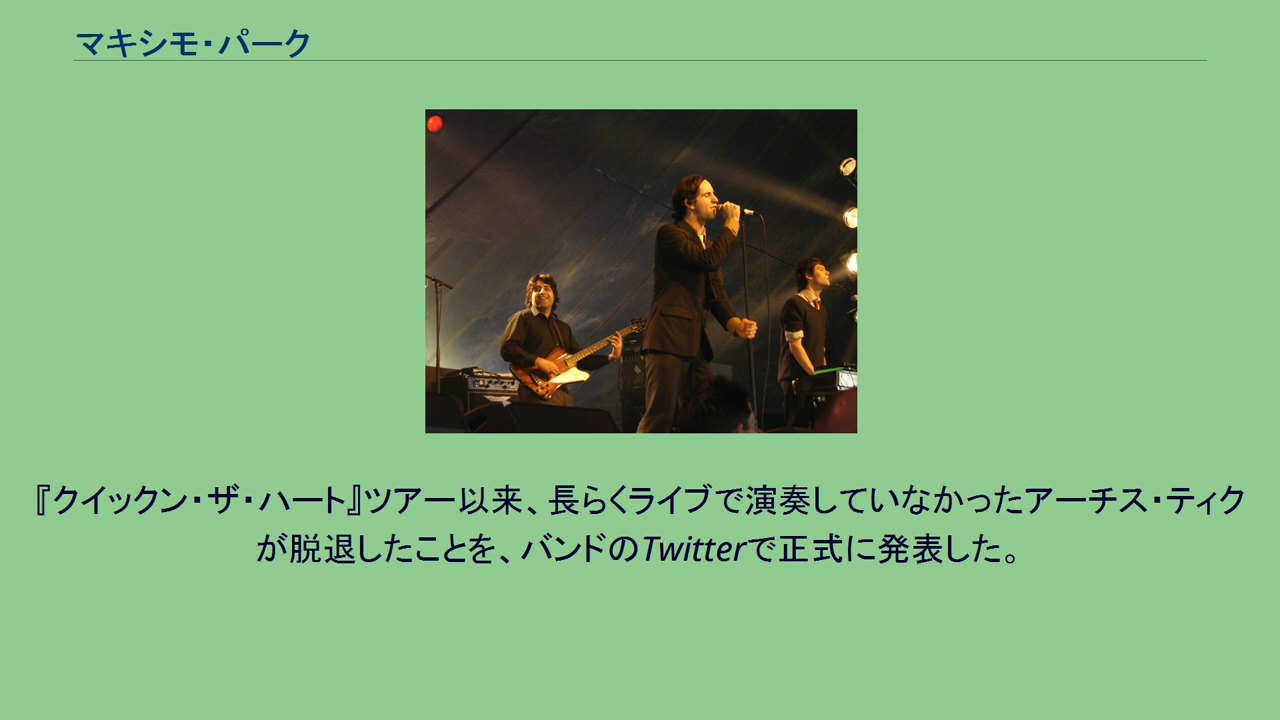 マキシモ・パーク
『クイックン・ザ・ハート』ツアー以来、長らくライブで演奏していなかったアーチス・ティク
が脱退したことを、バンドのTwitterで正式に発表した。